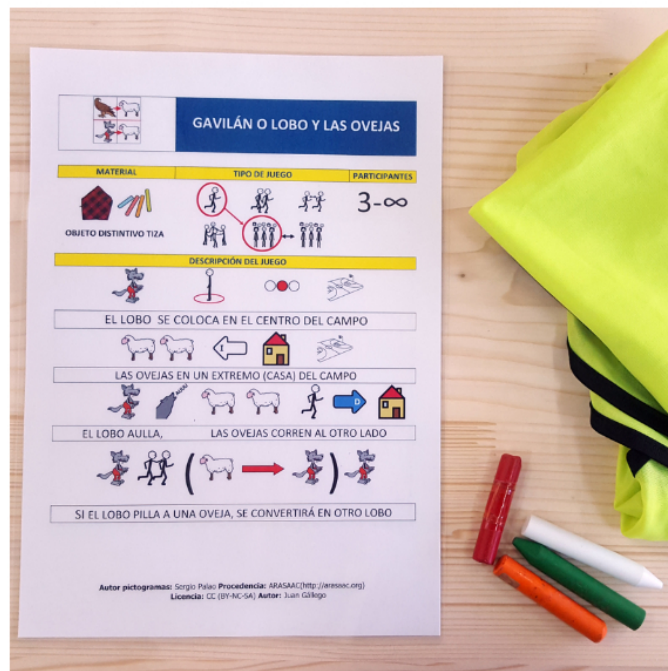 GAVILÁN O LOBO Y LAS OVEJAS
MATERIAL TIPO DE JUEGO PARTICIPANTES
3-∞
OBJETO DISTINTIVO TIZA
DESCRIPCIÓN DEL JUEGO
EL LOBO SE COLOCA EN EL CENTRO DEL CAMPO
I
LAS OVEJAS EN UN EXTREMO (CASA) DEL CAMPO
D
EL LOBO AULLA, LAS OVEJAS CORREN AL OTRO LADO
( )
SI EL LOBO PILLA A UNA OVEJA, SE CONVERTIRÁ EN OTRO LOBO
Autor pictogramas: Sergio Palao Procedencia: ARASAAC(http://arasaac.org)
Licencia: CC (BY-NC-SA) Autor: Juan Gállego